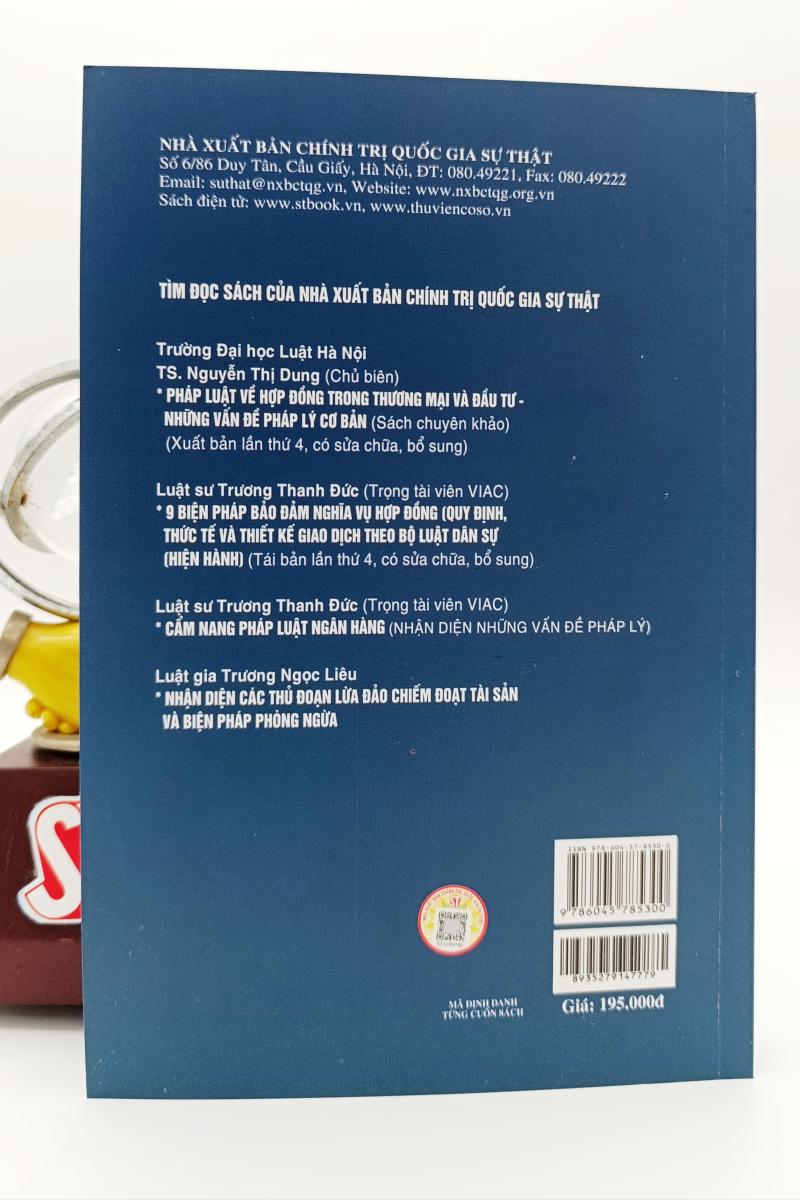 NHÀ XUẤT BẢN CHÍNH TRỊ QUỐC GIA SỰ THẬT
Số 6/86 Duy Tân, Cầu Giấy, Hà Nội, ĐT: 080.49221, Fax: 080.49222
Email: suthat@nxbctqg.vn, Website: www.nxbctqg.org.vn
Sách điện tử: www.stbook.vn, www.thuviencoso.vn
TÌM ĐỌC SÁCH CỦA NHÀ XUẤT BẢN CHÍNH TRỊ QUỐC GIA SỰ THẬT
Trường Đại học Luật Hà Nội
TS. Nguyễn Thị Dung (Chủ biên)
* PHÁP LUẬT VỀ HỢP ĐỒNG TRONG THƯƠNG MẠI VÀ ĐẦU TƯ -
NHỮNG VẤN ĐỀ PHÁP LÝ CƠ BẢN (Sách chuyên khảo)
(Xuất bản lần thứ 4, có sửa chữa, bổ sung)
Luật sư Trương Thanh Đức (Trọng tài viên VIAC)
* 9 BIỆN PHÁP BẢO ĐẢM NGHĨA VỤ HỢP ĐỒNG (QUY ĐỊNH,
THỰC TẾ VÀ THIẾT KẾ GIAO DỊCH THEO BỘ LUẬT DÂN SỰ
(HIỆN HÀNH) (Tái bản lần thứ 4, có sửa chữa, bổ sung)
Luật sư Trương Thanh Đức (Trọng tài viên VIAC)
* CẨM NANG PHÁP LUẬT NGÂN HÀNG (NHẬN DIỆN NHỮNG VẤN ĐỀ PHÁP LÝ)
Luật gia Trương Ngọc Liêu
* NHẬN DIỆN CÁC THỦ ĐOẠN LỪA ĐẢO CHIẾM ĐOẠT TÀI SẢN
VÀ BIỆN PHÁP PHÒNG NGỪA
ISBN 978-604-57-8530-0
9 786045 785300
8935279147779
Giá: 195.000đ
ST
MÃ ĐỊNH DANH
TỪNG CUỐN SÁCH